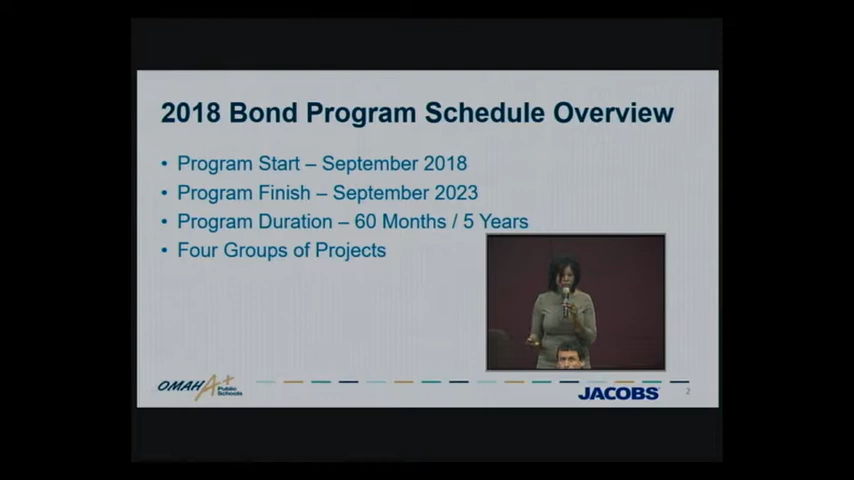 2018 Bond Program Schedule Overview
• Program Start – September 2018
• Program Finish – September 2023
• Program Duration – 60 Months / 5 Years
• Four Groups of Projects
OMAHA+
Public
Schools
JACOBS
2